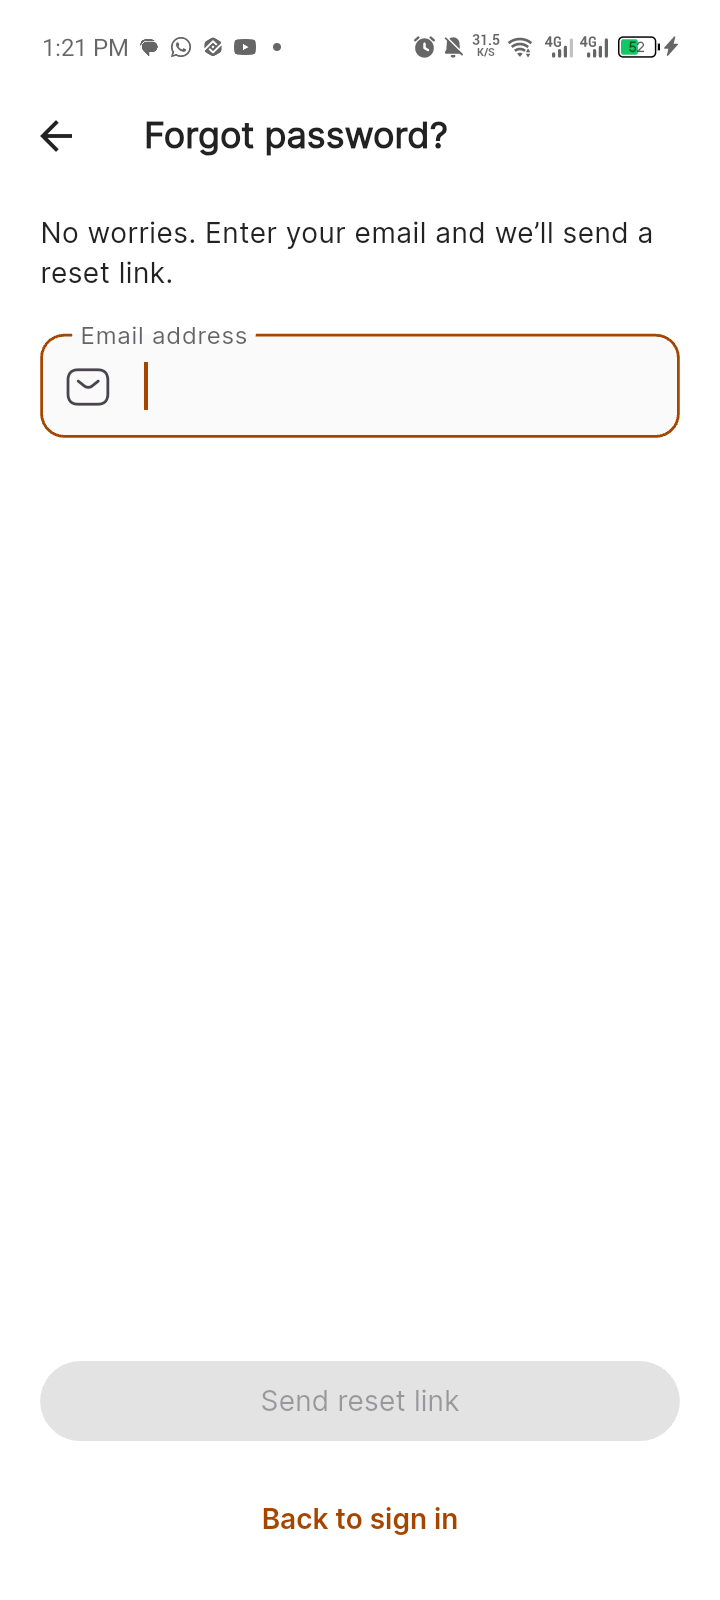 1:21 PM
31.5
K/S
4G
4G
52
Forgot password?
No worries. Enter your email and we’ll send a
reset link.
Email address
Send reset link
Back to sign in